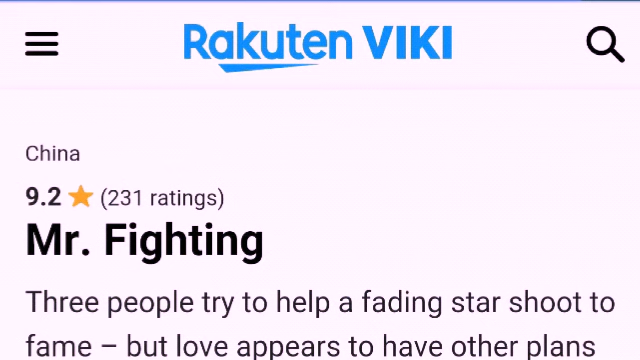 Rakuten VIKI
China
9.2 ★ (231 ratings)
Mr. Fighting
Three people try to help a fading star shoot to
fame – but love appears to have other plans